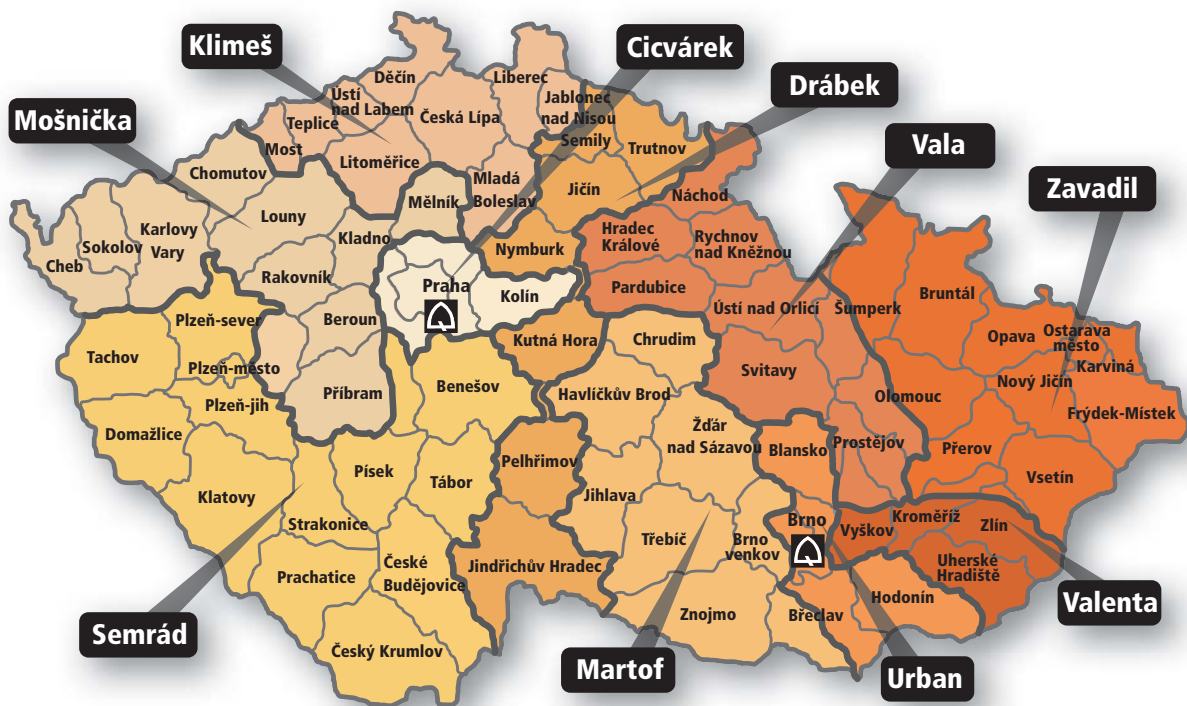 Klimeš
Cicvárek
Drábek
Mošnička
Vala
Zavadil
Děčín
Liberec
Ústí
nad Labem
Jablonec
nad Nisou
Teplice
Česká Lípa
Most
Semily
Trutnov
Litoměřice
Chomutov
Mladá
Boleslav
Jičín
Náchod
Mělník
Louny
Karlovy
Vary
Hradec
Králové
Rychnov
nad Kněžnou
Kladno
Sokolov
Cheb
Nymburk
Rakovník
Praha
Kolín
Pardubice
Bruntál
Ústí nad Orlicí
Šumperk
Beroun
Plzeň-sever
Opava
Ostarava
město
Kutná Hora
Chrudim
Tachov
Plzeň-město
Karviná
Svitavy
Nový Jičín
Příbram
Benešov
Havlíčkův Brod
Olomouc
Plzeň-jih
Frýdek-Místek
Domažlice
Žďár
nad Sázavou
Prostějov
Přerov
Písek
Pelhřimov
Blansko
Tábor
Vsetín
Klatovy
Jihlava
Strakonice
Brno
Vyškov
Kroměříž
Zlín
Třebíč
Brno
venkov
České
Budějovice
Jindřichův Hradec
Prachatice
Uherské
Hradiště
Hodonín
Znojmo
Břeclav
Valenta
Semrád
Český Krumlov
Martof
Urban